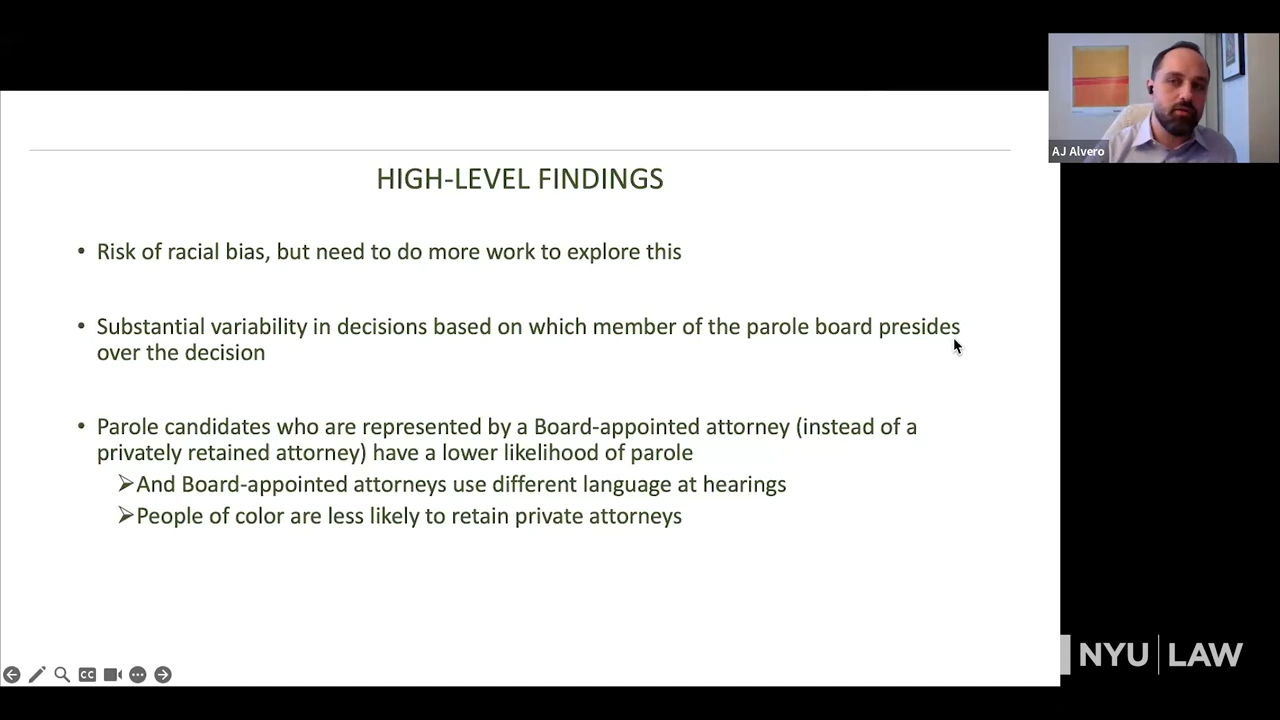 AJ Alvero
HIGH-LEVEL FINDINGS
• Risk of racial bias, but need to do more work to explore this
• Substantial variability in decisions based on which member of the parole board presides
over the decision
• Parole candidates who are represented by a Board-appointed attorney (instead of a
privately retained attorney) have a lower likelihood of parole
➢And Board-appointed attorneys use different language at hearings
➢People of color are less likely to retain private attorneys
CC
NYU | LAW